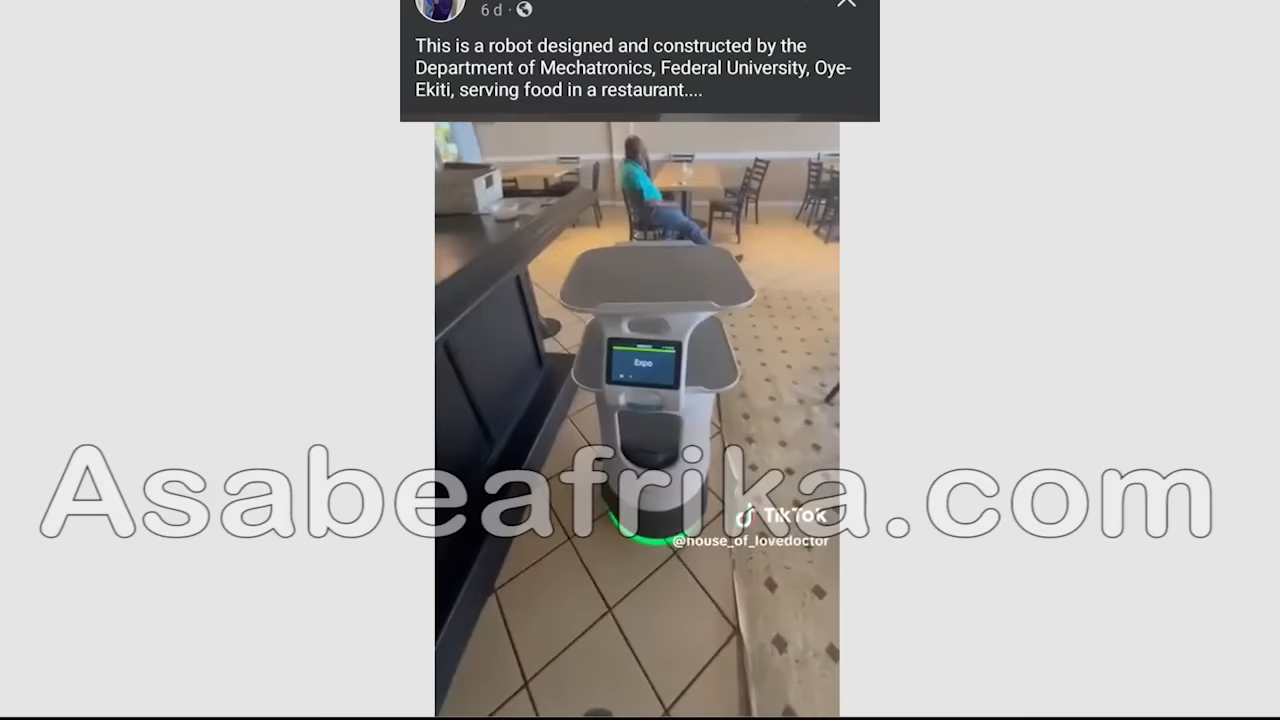 6 d ·
This is a robot designed and constructed by the
Department of Mechatronics, Federal University, Oye-
Ekiti, serving food in a restaurant....
Expo
Asabeafrika.com
TikTok
@house_of_lovedoctor